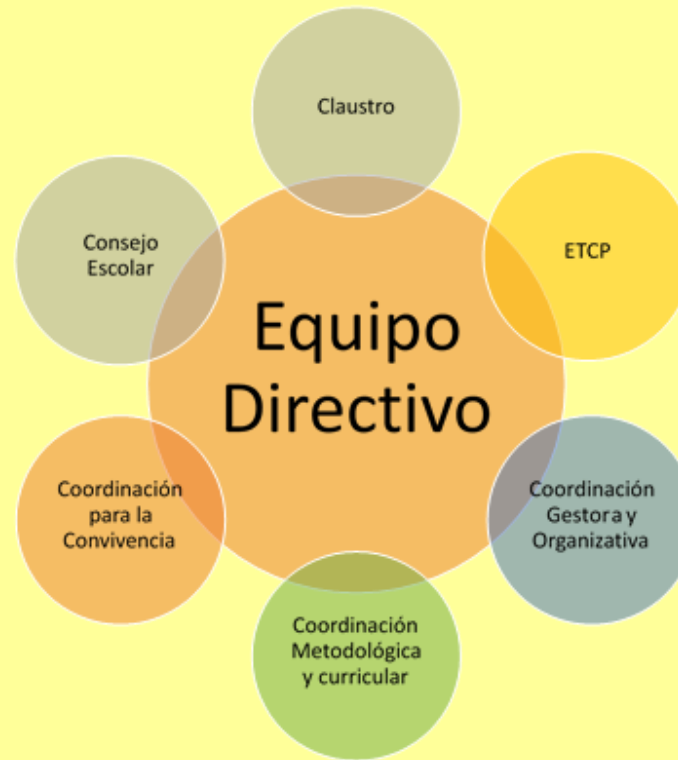 Claustro
Consejo
Escolar
ETCP
Equipo
Directivo
Coordinación
para la
Convivencia
Coordinación
Gestora y
Organizativa
Coordinación
Metodológica
y curricular